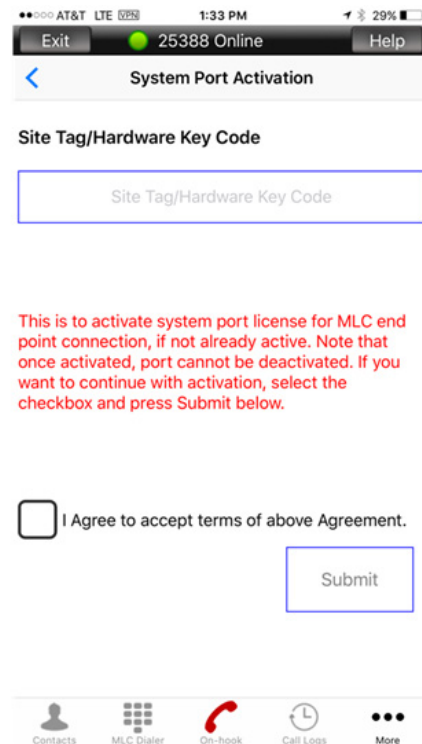 AT&T LTE VPN 1:33 PM 29%
Exit 25388 Online Help
System Port Activation
Site Tag/Hardware Key Code
Site Tag/Hardware Key Code
This is to activate system port license for MLC end
point connection, if not already active. Note that
once activated, port cannot be deactivated. If you
want to continue with activation, select the
checkbox and press Submit below.
I Agree to accept terms of above Agreement.
Submit
Contacts MLC Dialer On-hook Call Logs More